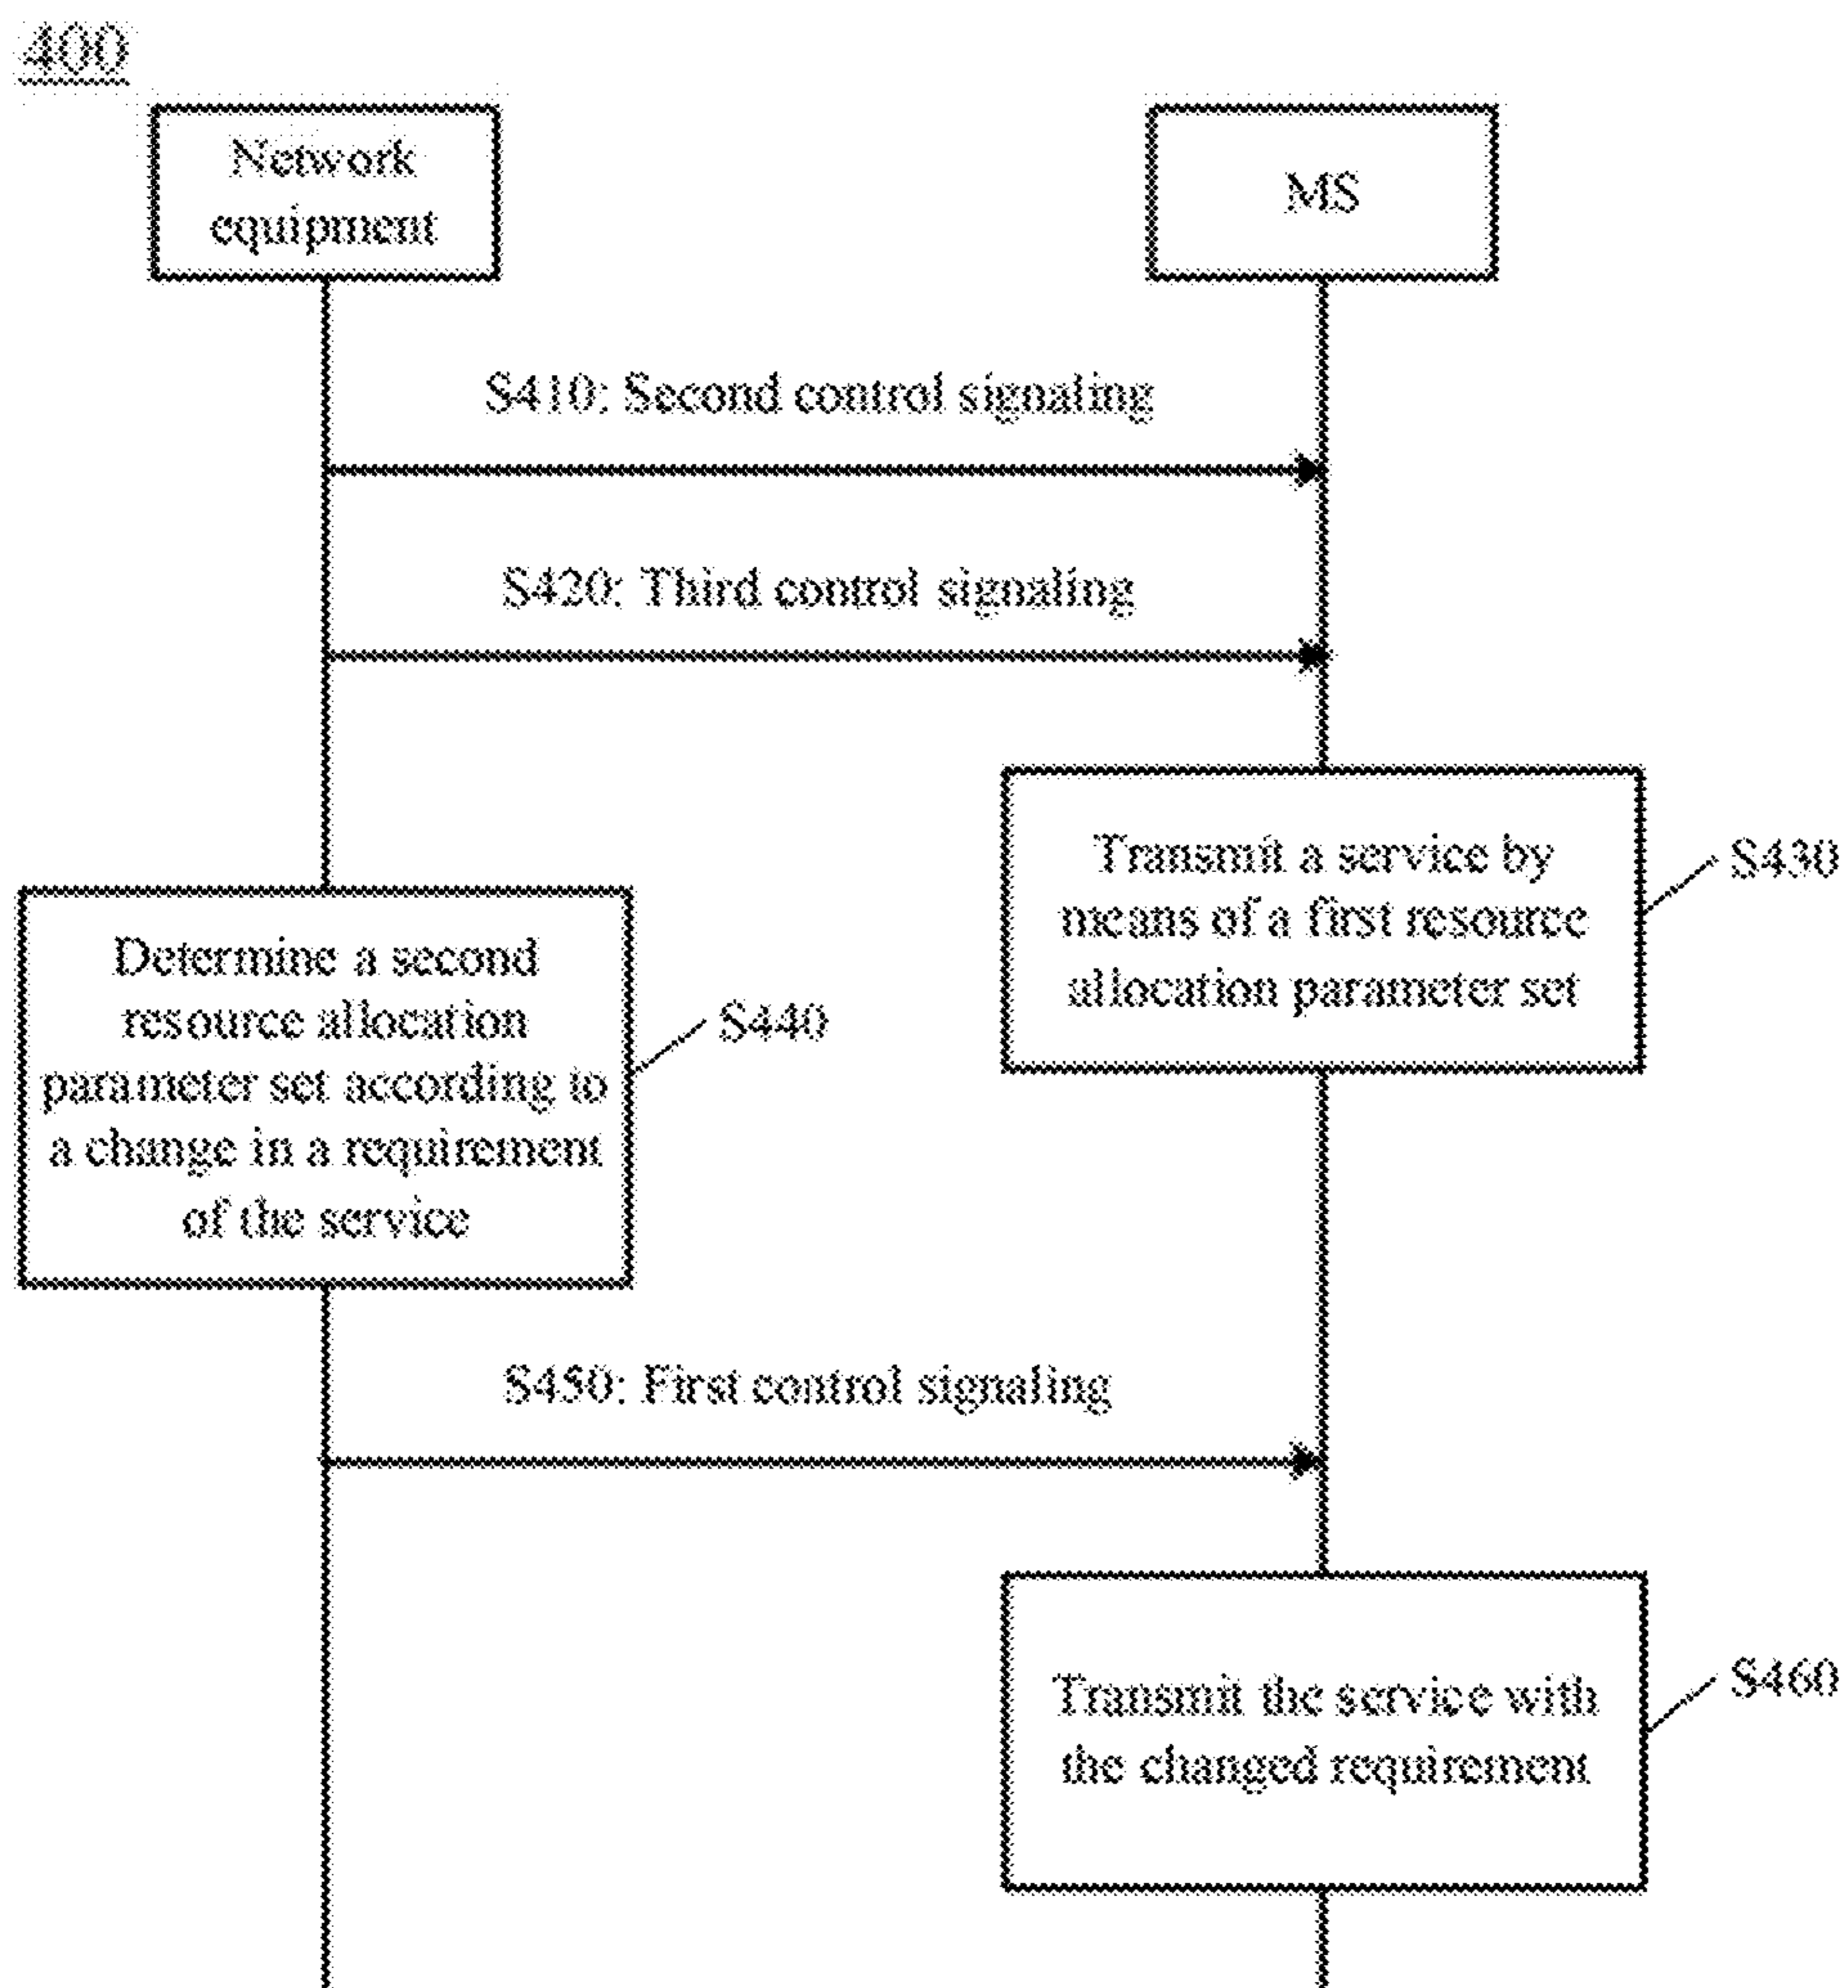 400
Network
equipment
MS
S410: Second control signaling
S420: Third control signaling
Transmit a service by
means of a first resource
allocation parameter set
S430
Determine a second
resource allocation
parameter set according to
a change in a requirement
of the service
S440
S450: First control signaling
Transmit the service with
the changed requirement
S460